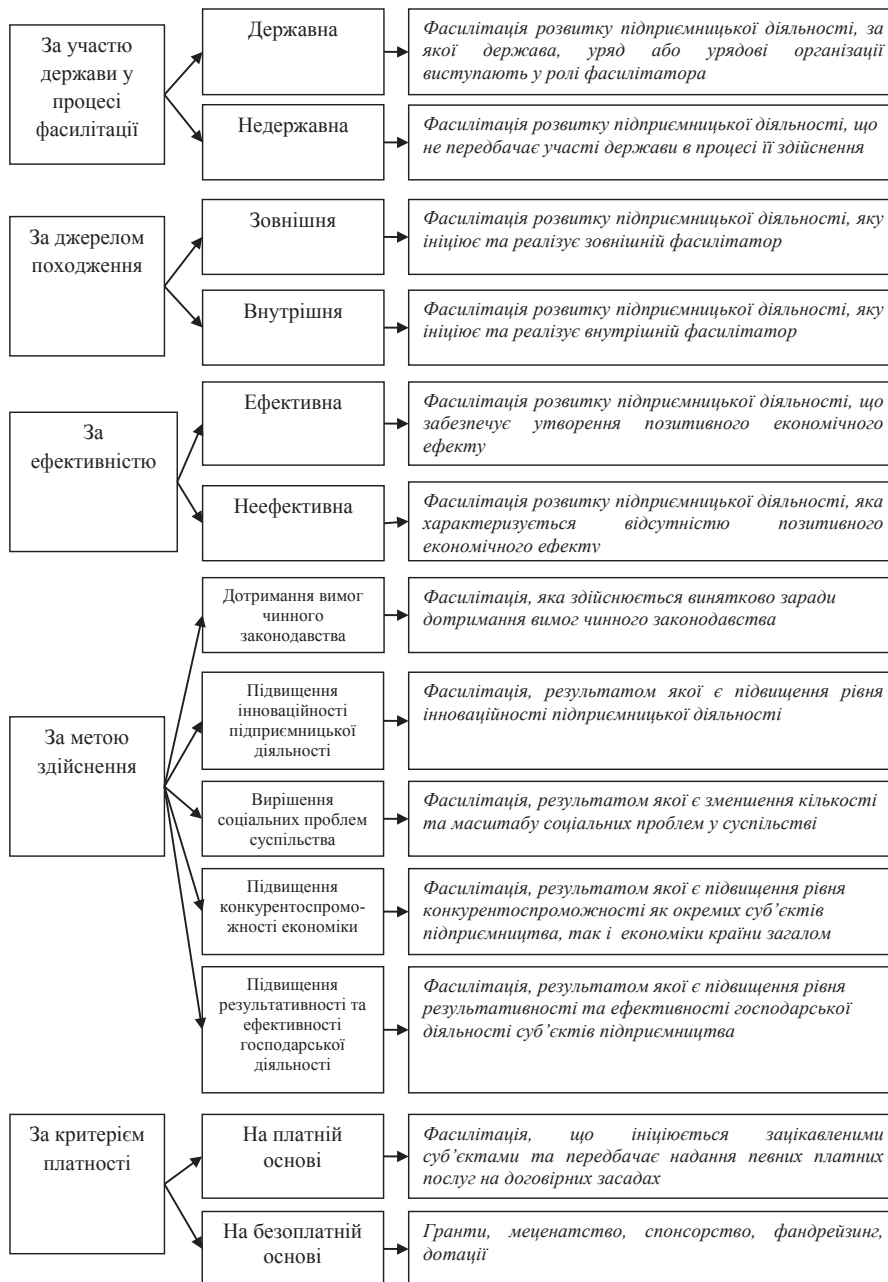 За участю
держави у
процесі
фасилітації
Державна
Фасилітація розвитку підприємницької діяльності, за
якої держава, уряд або урядові організації
виступають у ролі фасилітатора
Недержавна
Фасилітація розвитку підприємницької діяльності, що
не передбачає участі держави в процесі її здійснення
За джерелом
походження
Зовнішня
Фасилітація розвитку підприємницької діяльності, яку
ініціює та реалізує зовнішній фасилітатор
Внутрішня
Фасилітація розвитку підприємницької діяльності, яку
ініціює та реалізує внутрішній фасилітатор
За
ефективністю
Ефективна
Фасилітація розвитку підприємницької діяльності, що
забезпечує утворення позитивного економічного
ефекту
Неефективна
Фасилітація розвитку підприємницької діяльності, яка
характеризується відсутністю позитивного
економічного ефекту
За метою
здійснення
Дотримання вимог
чинного
законодавства
Фасилітація, яка здійснюється винятково заради
дотримання вимог чинного законодавства
Підвищення
інноваційності
підприємницької
діяльності
Фасилітація, результатом якої є підвищення рівня
інноваційності підприємницької діяльності
Вирішення
соціальних проблем
суспільства
Фасилітація, результатом якої є зменшення кількості
та масштабу соціальних проблем у суспільстві
Підвищення
конкурентоспромо-
жності економіки
Фасилітація, результатом якої є підвищення рівня
конкурентоспроможності як окремих суб’єктів
підприємництва, так і економіки країни загалом
Підвищення
результативності та
ефективності
господарської
діяльності
Фасилітація, результатом якої є підвищення рівня
результативності та ефективності господарської
діяльності суб’єктів підприємництва
За критерієм
платності
На платній
основі
Фасилітація, що ініціюється зацікавленими
суб’єктами та передбачає надання певних платних
послуг на договірних засадах
На безоплатній
основі
Гранти, меценатство, спонсорство, фандрейзинг,
дотації